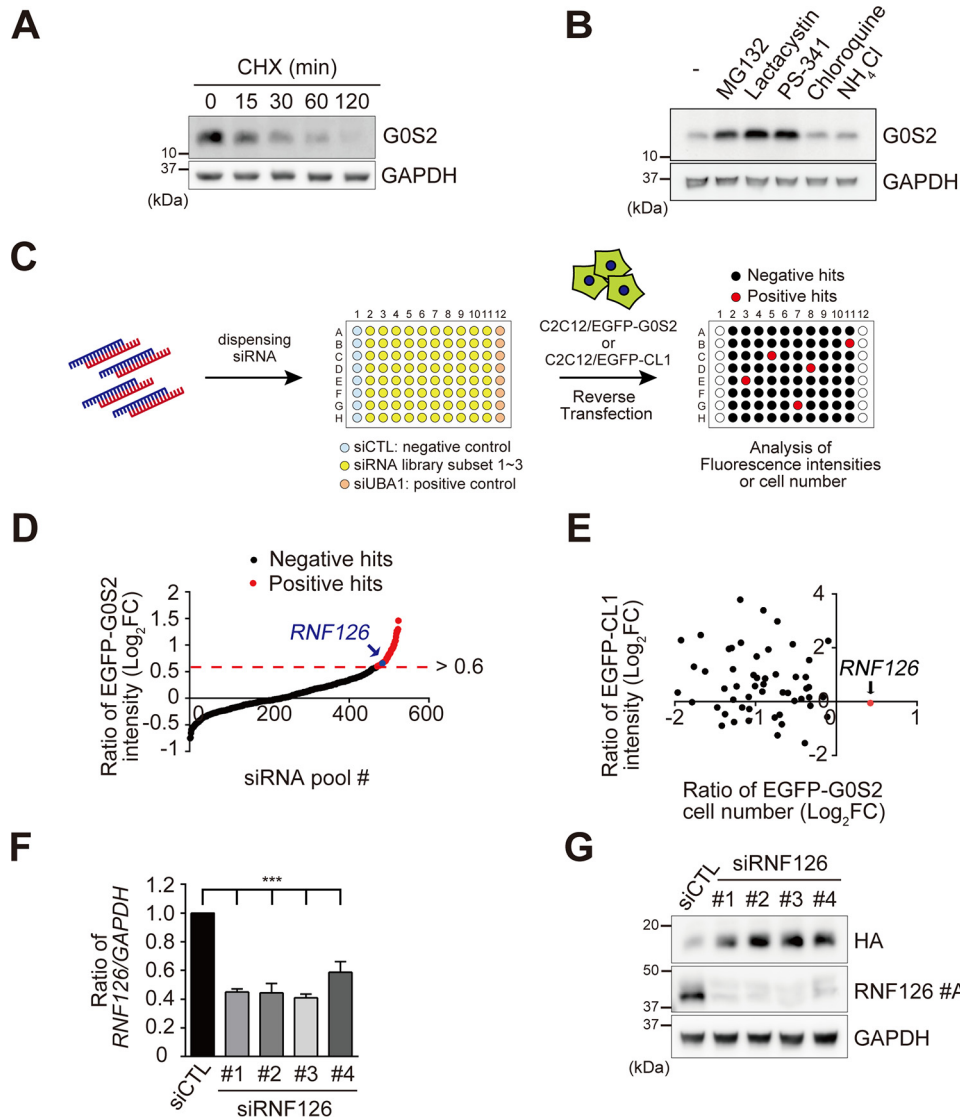 A
CHX (min)
0 15 30 60 120
G0S2
10
37
GAPDH
(kDa)
B
- MG132 Lactacystin PS-341 Chloroquine NH₄Cl
G0S2
10
37
GAPDH
(kDa)
C
dispensing
siRNA
1 2 3 4 5 6 7 8 9 10 11 12
A
B
C
D
E
F
G
H
siCTL: negative control
siRNA library subset 1~3
siUBA1: positive control
C2C12/EGFP-G0S2
or
C2C12/EGFP-CL1
Reverse
Transfection
Negative hits
Positive hits
1 2 3 4 5 6 7 8 9 10 11 12
A
B
C
D
E
F
G
H
Analysis of
Fluorescence intensities
or cell number
D
Negative hits
Positive hits
Ratio of EGFP-G0S2
intensity (Log₂FC)
2
1.5
1
0.5
0
-0.5
-1
RNF126
> 0.6
200 400 600
siRNA pool #
E
Ratio of EGFP-CL1
intensity (Log₂FC)
4
2
RNF126
-2 -1 0 1
-2
Ratio of EGFP-G0S2
cell number (Log₂FC)
F
Ratio of
RNF126/GAPDH
1.2
1.0
0.8
0.6
0.4
0.2
0
***
siCTL #1 #2 #3 #4
siRNF126
G
siRNF126
siCTL #1 #2 #3 #4
20
HA
50
RNF126 #A
37
37
GAPDH
(kDa)